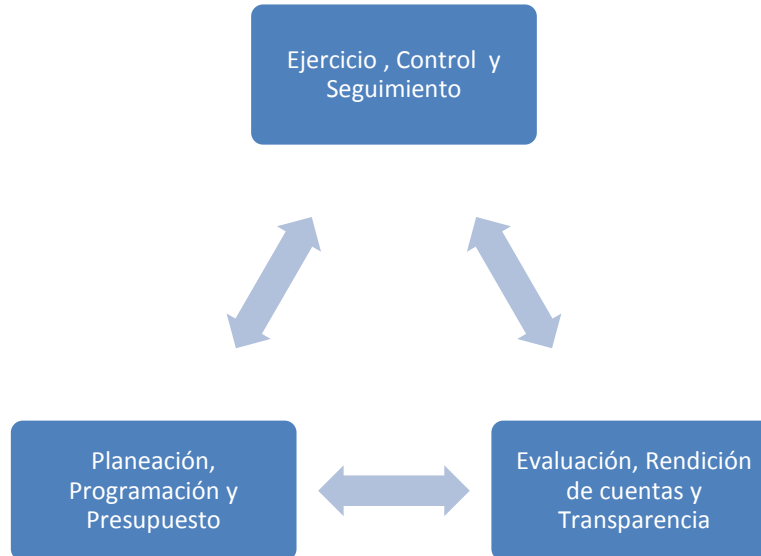 Ejercicio , Control y
Seguimiento
Planeación,
Programación y
Presupuesto
Evaluación, Rendición
de cuentas y
Transparencia